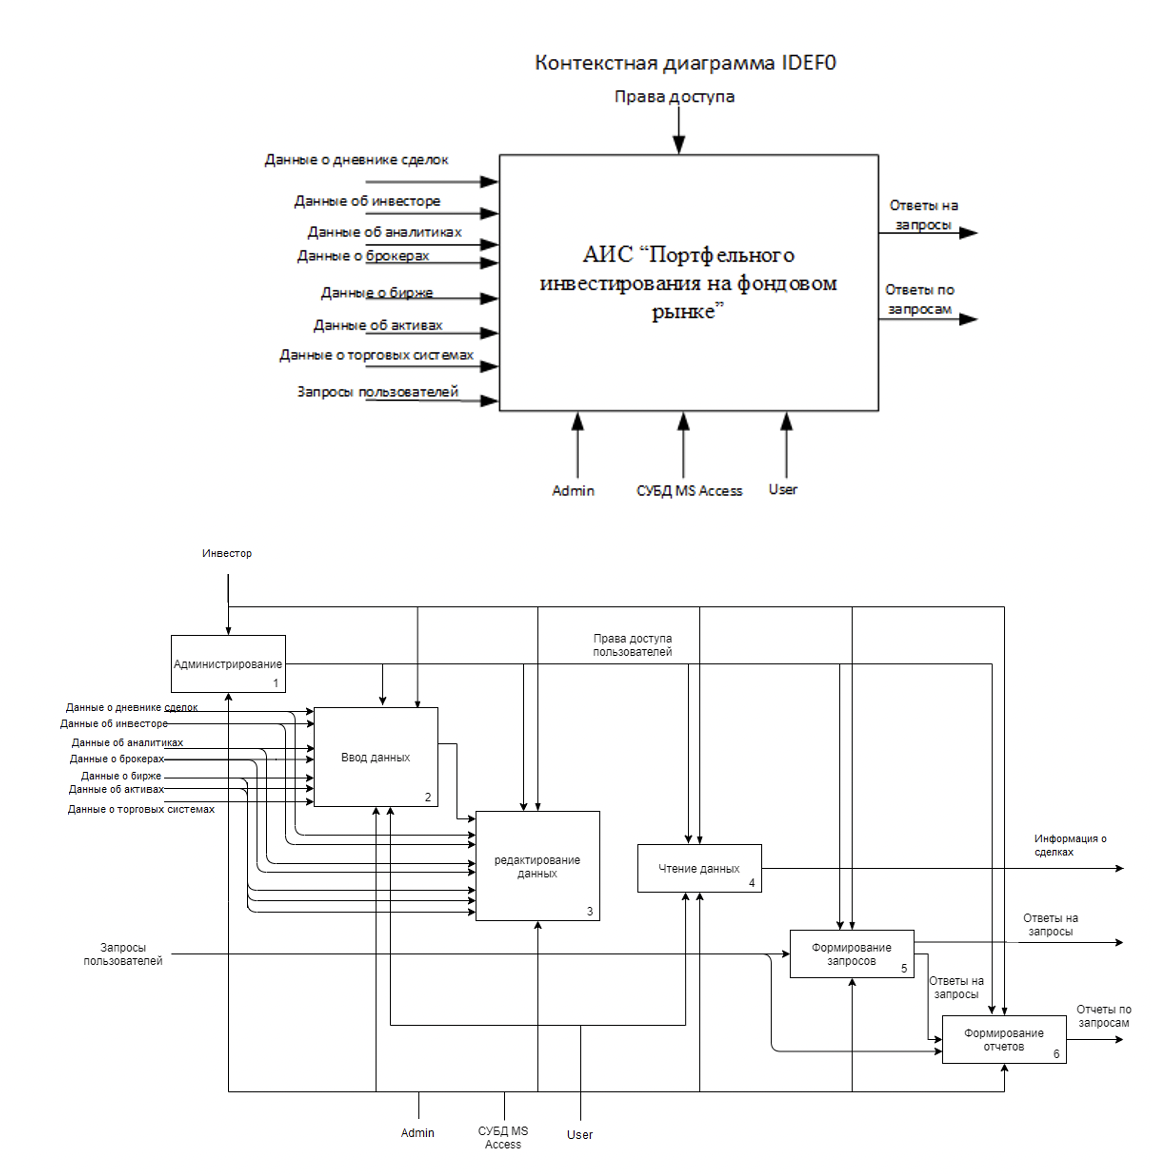 Контекстная диаграмма IDEF0
Права доступа
Данные о дневнике сделок
Данные об инвесторе
Данные об аналитиках
Данные о брокерах
Данные о бирже
Данные об активах
Данные о торговых системах
Запросы пользователей
АИС “Портфельного
инвестирования на фондовом
рынке”
Ответы на
запросы
Ответы по
запросам
Admin
СУБД MS Access
User
Инвестор
Администрирование
1
Права доступа
пользователей
Данные о дневнике сделок
Данные об инвесторе
Данные об аналитиках
Данные о брокерах
Данные о бирже
Данные об активах
Данные о торговых системах
Ввод данных
2
редактирование
данных
3
Чтение данных
4
Информация о
сделках
Запросы
пользователей
Формирование
запросов
5
Ответы на
запросы
Ответы на
запросы
Формирование
отчетов
6
Отчеты по
запросам
Admin
СУБД MS
Access
User